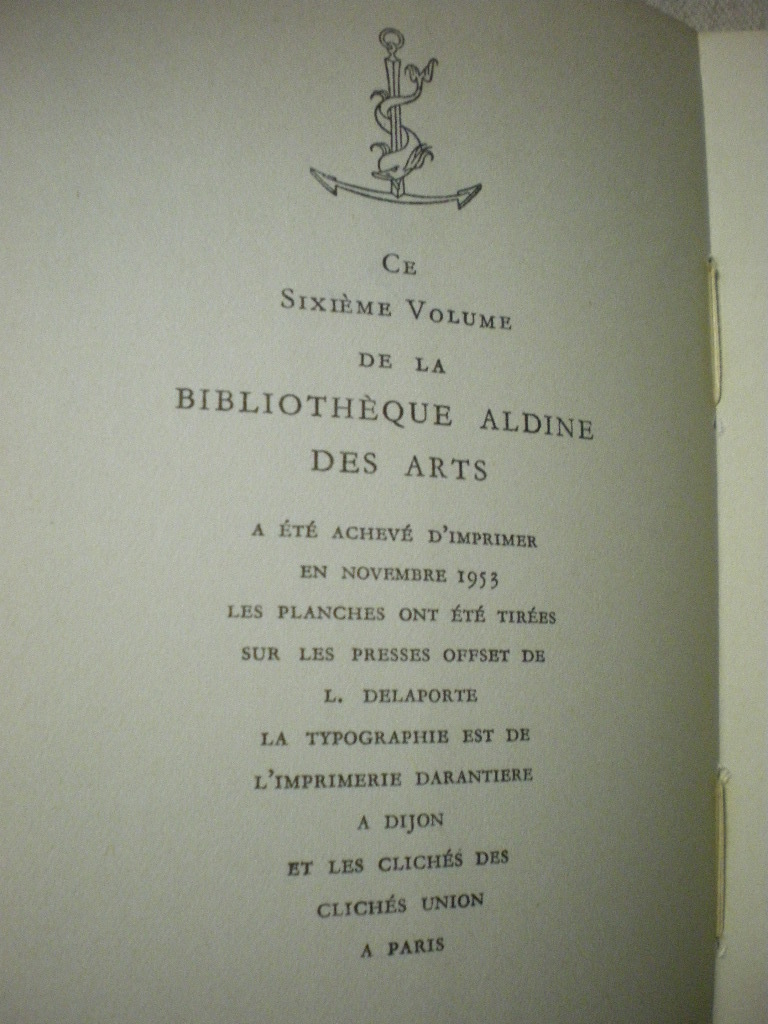 CE
SIXIÈME VOLUME
DE LA
BIBLIOTHÈQUE ALDINE
DES ARTS
A ÉTÉ ACHEVÉ D'IMPRIMER
EN NOVEMBRE 1953
LES PLANCHES ONT ÉTÉ TIRÉES
SUR LES PRESSES OFFSET DE
L. DELAPORTE
LA TYPOGRAPHIE EST DE
L'IMPRIMERIE DARANTIERE
A DIJON
ET LES CLICHÉS DES
CLICHÉS UNION
A PARIS